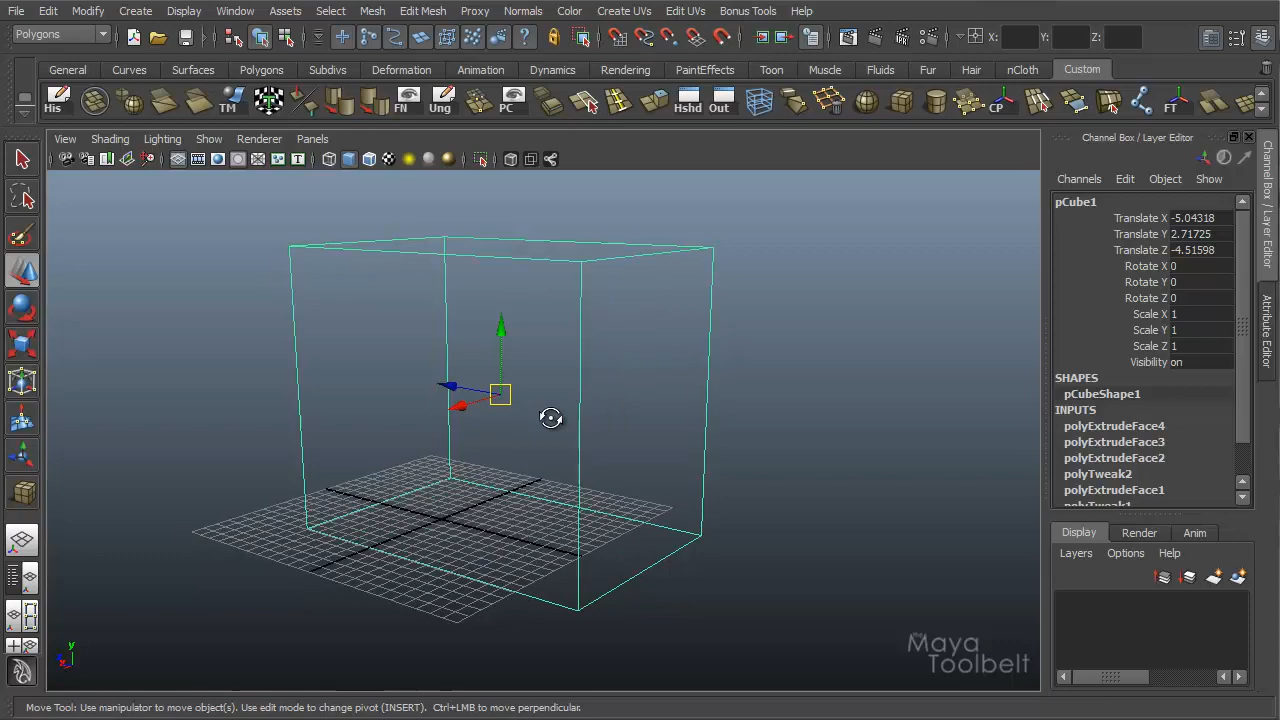 File Edit Modify Create Display Window Assets Select Mesh Edit Mesh Proxy Normals Color Create UVs Edit UVs Bonus Tools Help
Polygons X: Y: Z:
General Curves Surfaces Polygons Subdivs Deformation Animation Dynamics Rendering PaintEffects Toon Muscle Fluids Fur Hair nCloth Custom
His TM FN Ung PC Hshd Out CP FT
View Shading Lighting Show Renderer Panels
Channel Box / Layer Editor
Channels Edit Object Show
pCube1
Translate X -5.04318
Translate Y 2.71725
Translate Z -4.51598
Rotate X 0
Rotate Y 0
Rotate Z 0
Scale X 1
Scale Y 1
Scale Z 1
Visibility on
SHAPES
pCubeShape1
INPUTS
polyExtrudeFace4
polyExtrudeFace3
polyExtrudeFace2
polyTweak2
polyExtrudeFace1
polyTweak1
Display Render Anim
Layers Options Help
Channel Box / Layer Editor
Attribute Editor
y
x
the Maya
Toolbelt
Move Tool: Use manipulator to move object(s). Use edit mode to change pivot (INSERT). Ctrl+LMB to move perpendicular.